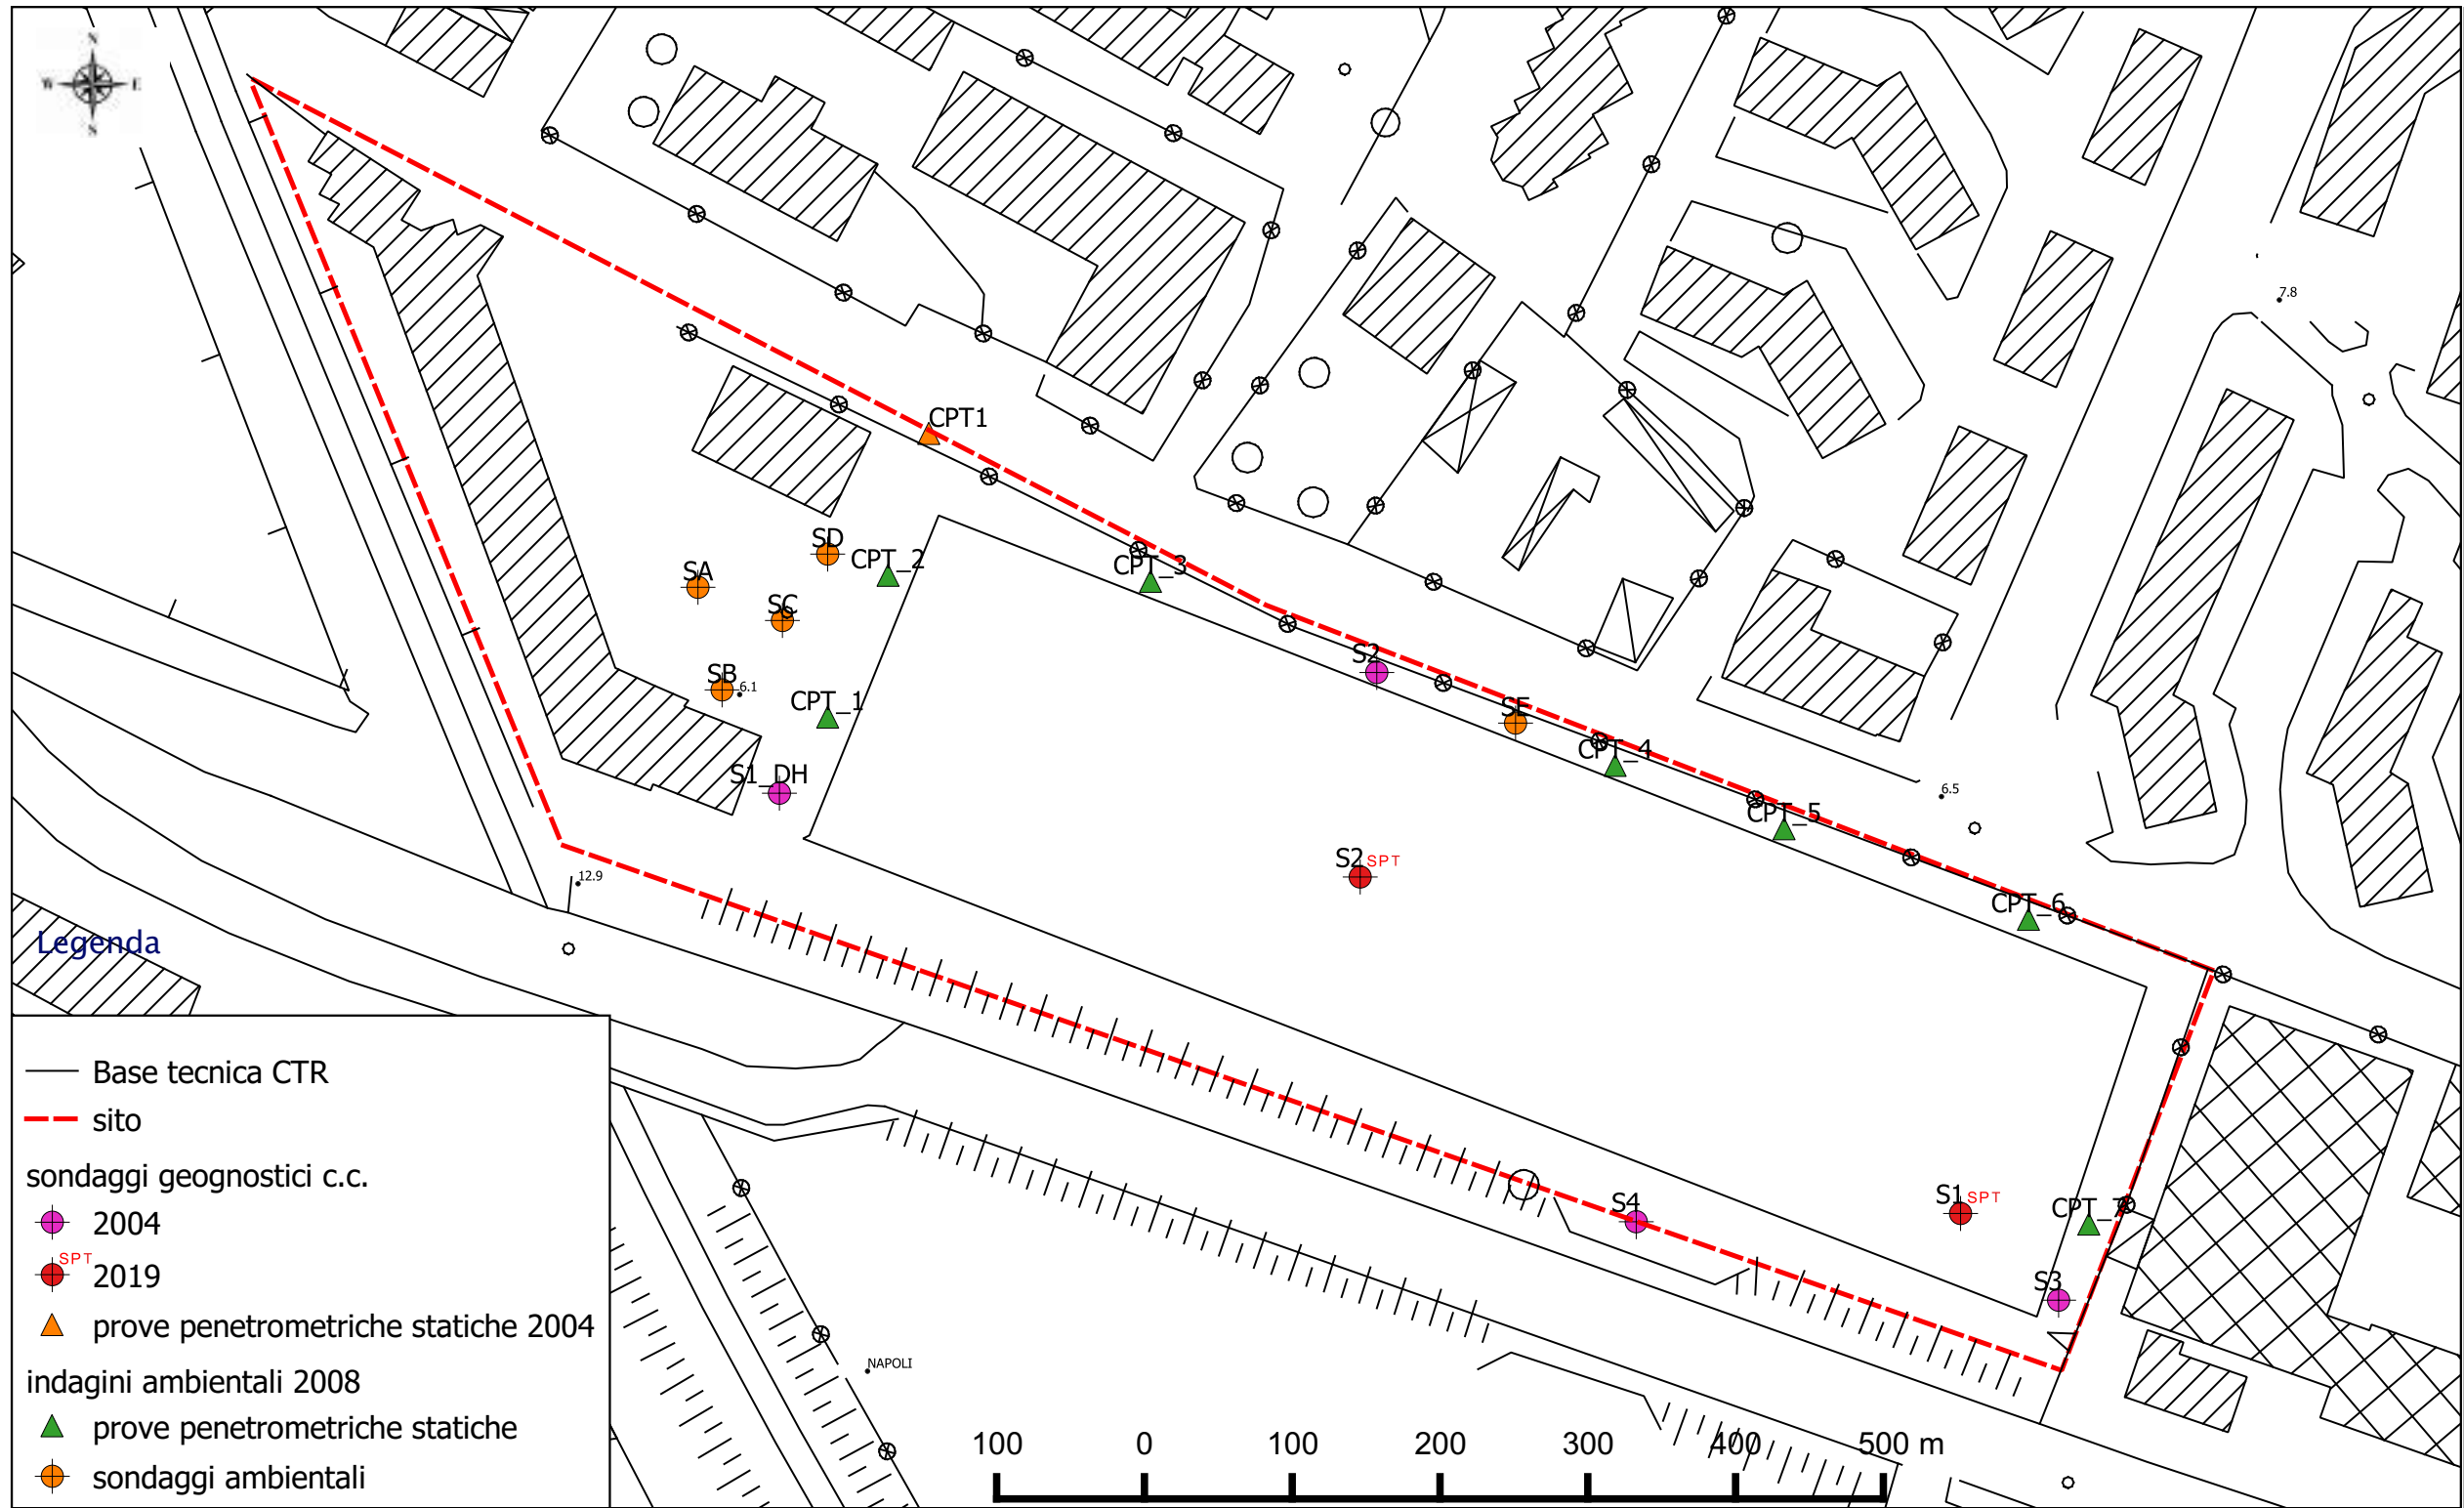 N
W E
S
7.8
CPT1
SD
CPT_2
CPT_3
SA
SC
S2
SB
6.1
CPT_1
SE
CPT_4
S1_DH
6.5
CPT_5
S2 SPT
12.9
CPT_6
Legenda
Base tecnica CTR
sito
sondaggi geognostici c.c.
2004
SPT 2019
prove penetrometriche statiche 2004
indagini ambientali 2008
prove penetrometriche statiche
sondaggi ambientali
S4
S1 SPT
CPT_7
S3
NAPOLI
100 0 100 200 300 400 500 m